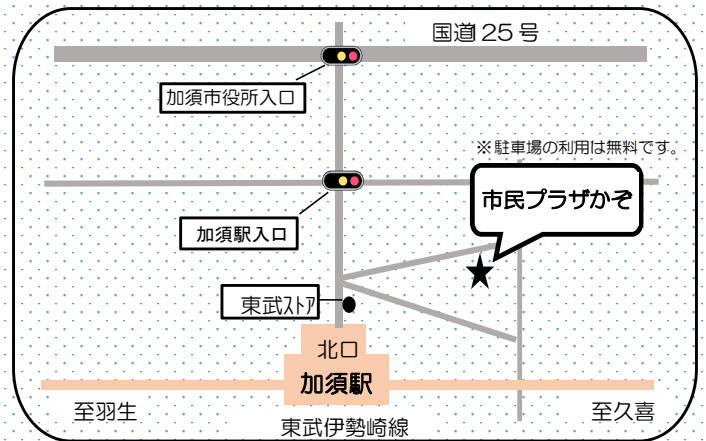 国道25号
加須市役所入口
※駐車場の利用は無料です。
市民プラザかぞ
加須駅入口
東武ストア
北口
加須駅
至羽生
至久喜
東武伊勢崎線